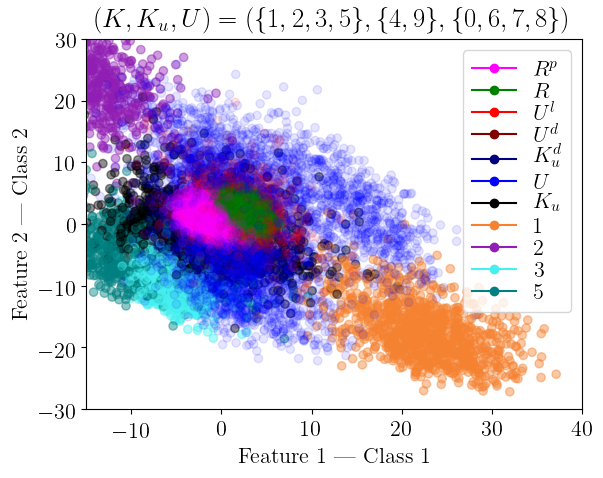 (K, K_u, U) = ({1, 2, 3, 5}, {4, 9}, {0, 6, 7, 8})
30
20
10
0
−10
−20
−30
Feature 2 — Class 2
R^p
R
U^l
U^d
K_u^d
U
K_u
1
2
3
5
−10
0
10
20
30
40
Feature 1 — Class 1